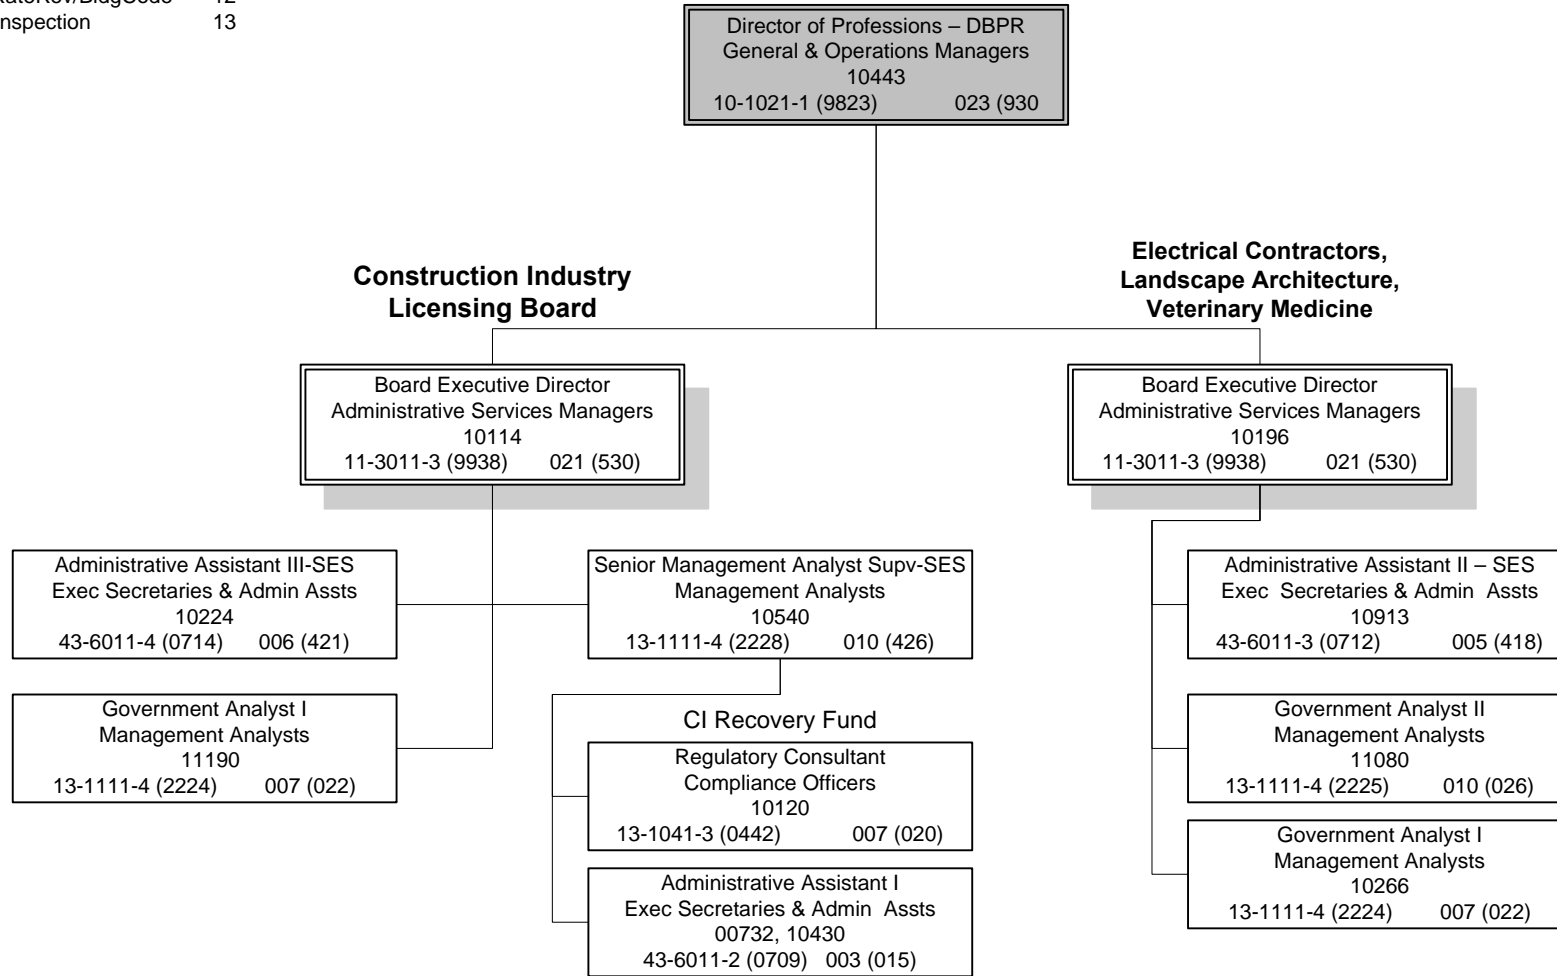 12
nspection 13
Director of Professions – DBPR
General & Operations Managers
10443
10-1021-1 (9823) 023 (930
Construction Industry
Licensing Board
Electrical Contractors,
Landscape Architecture,
Veterinary Medicine
Board Executive Director
Administrative Services Managers
10114
11-3011-3 (9938) 021 (530)
Board Executive Director
Administrative Services Managers
10196
11-3011-3 (9938) 021 (530)
Administrative Assistant III-SES
Exec Secretaries & Admin Assts
10224
43-6011-4 (0714) 006 (421)
Senior Management Analyst Supv-SES
Management Analysts
10540
13-1111-4 (2228) 010 (426)
Administrative Assistant II – SES
Exec Secretaries & Admin Assts
10913
43-6011-3 (0712) 005 (418)
Government Analyst I
Management Analysts
11190
13-1111-4 (2224) 007 (022)
CI Recovery Fund
Regulatory Consultant
Compliance Officers
10120
13-1041-3 (0442) 007 (020)
Administrative Assistant I
Exec Secretaries & Admin Assts
00732, 10430
43-6011-2 (0709) 003 (015)
Government Analyst II
Management Analysts
11080
13-1111-4 (2225) 010 (026)
Government Analyst I
Management Analysts
10266
13-1111-4 (2224) 007 (022)